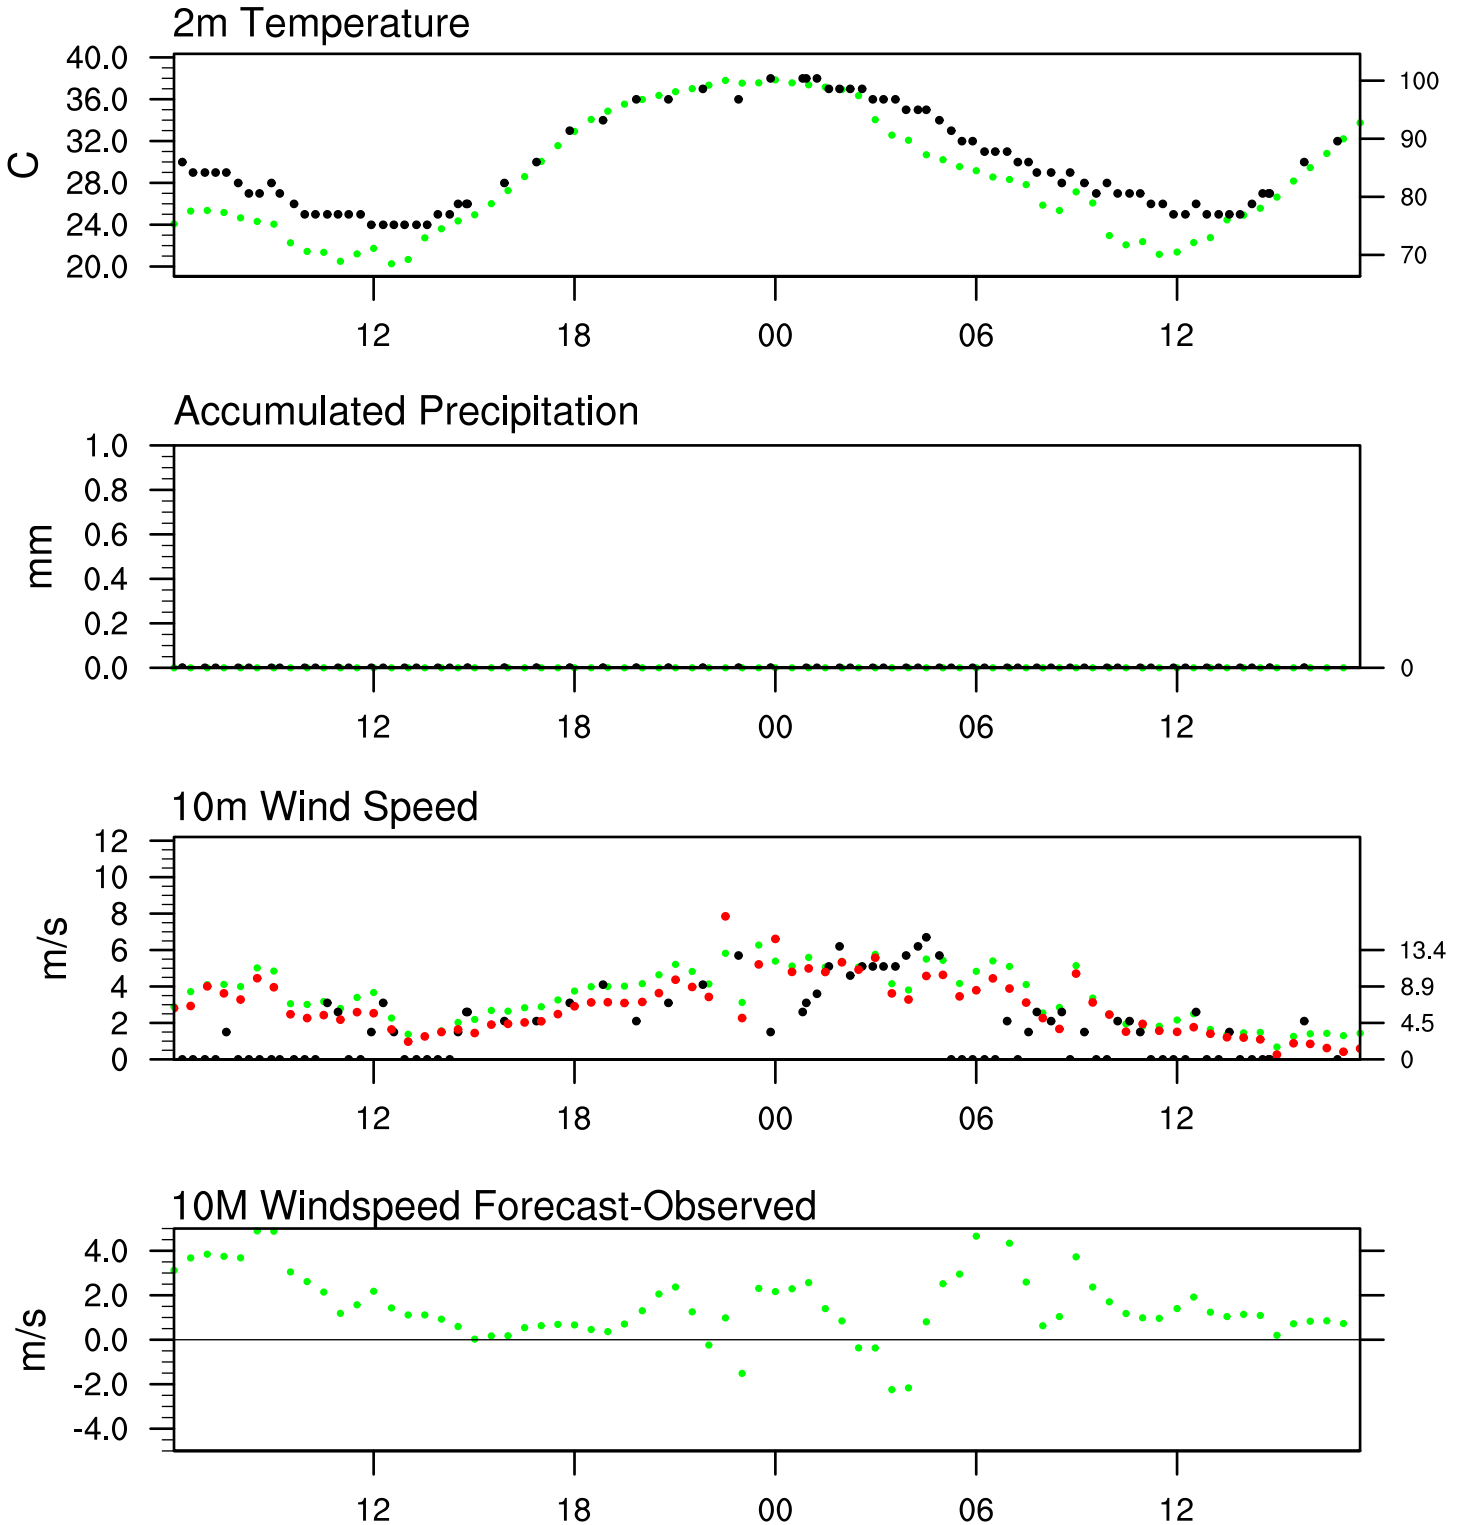 2m Temperature
40.0
36.0
32.0
28.0
24.0
20.0
C
100
90
80
70
12 18 00 06 12
Accumulated Precipitation
1.0
0.8
0.6
0.4
0.2
0.0
mm
0
12 18 00 06 12
10m Wind Speed
12
10
8
6
4
2
0
m/s
13.4
8.9
4.5
0
12 18 00 06 12
10M Windspeed Forecast-Observed
4.0
2.0
0.0
-2.0
-4.0
m/s
12 18 00 06 12